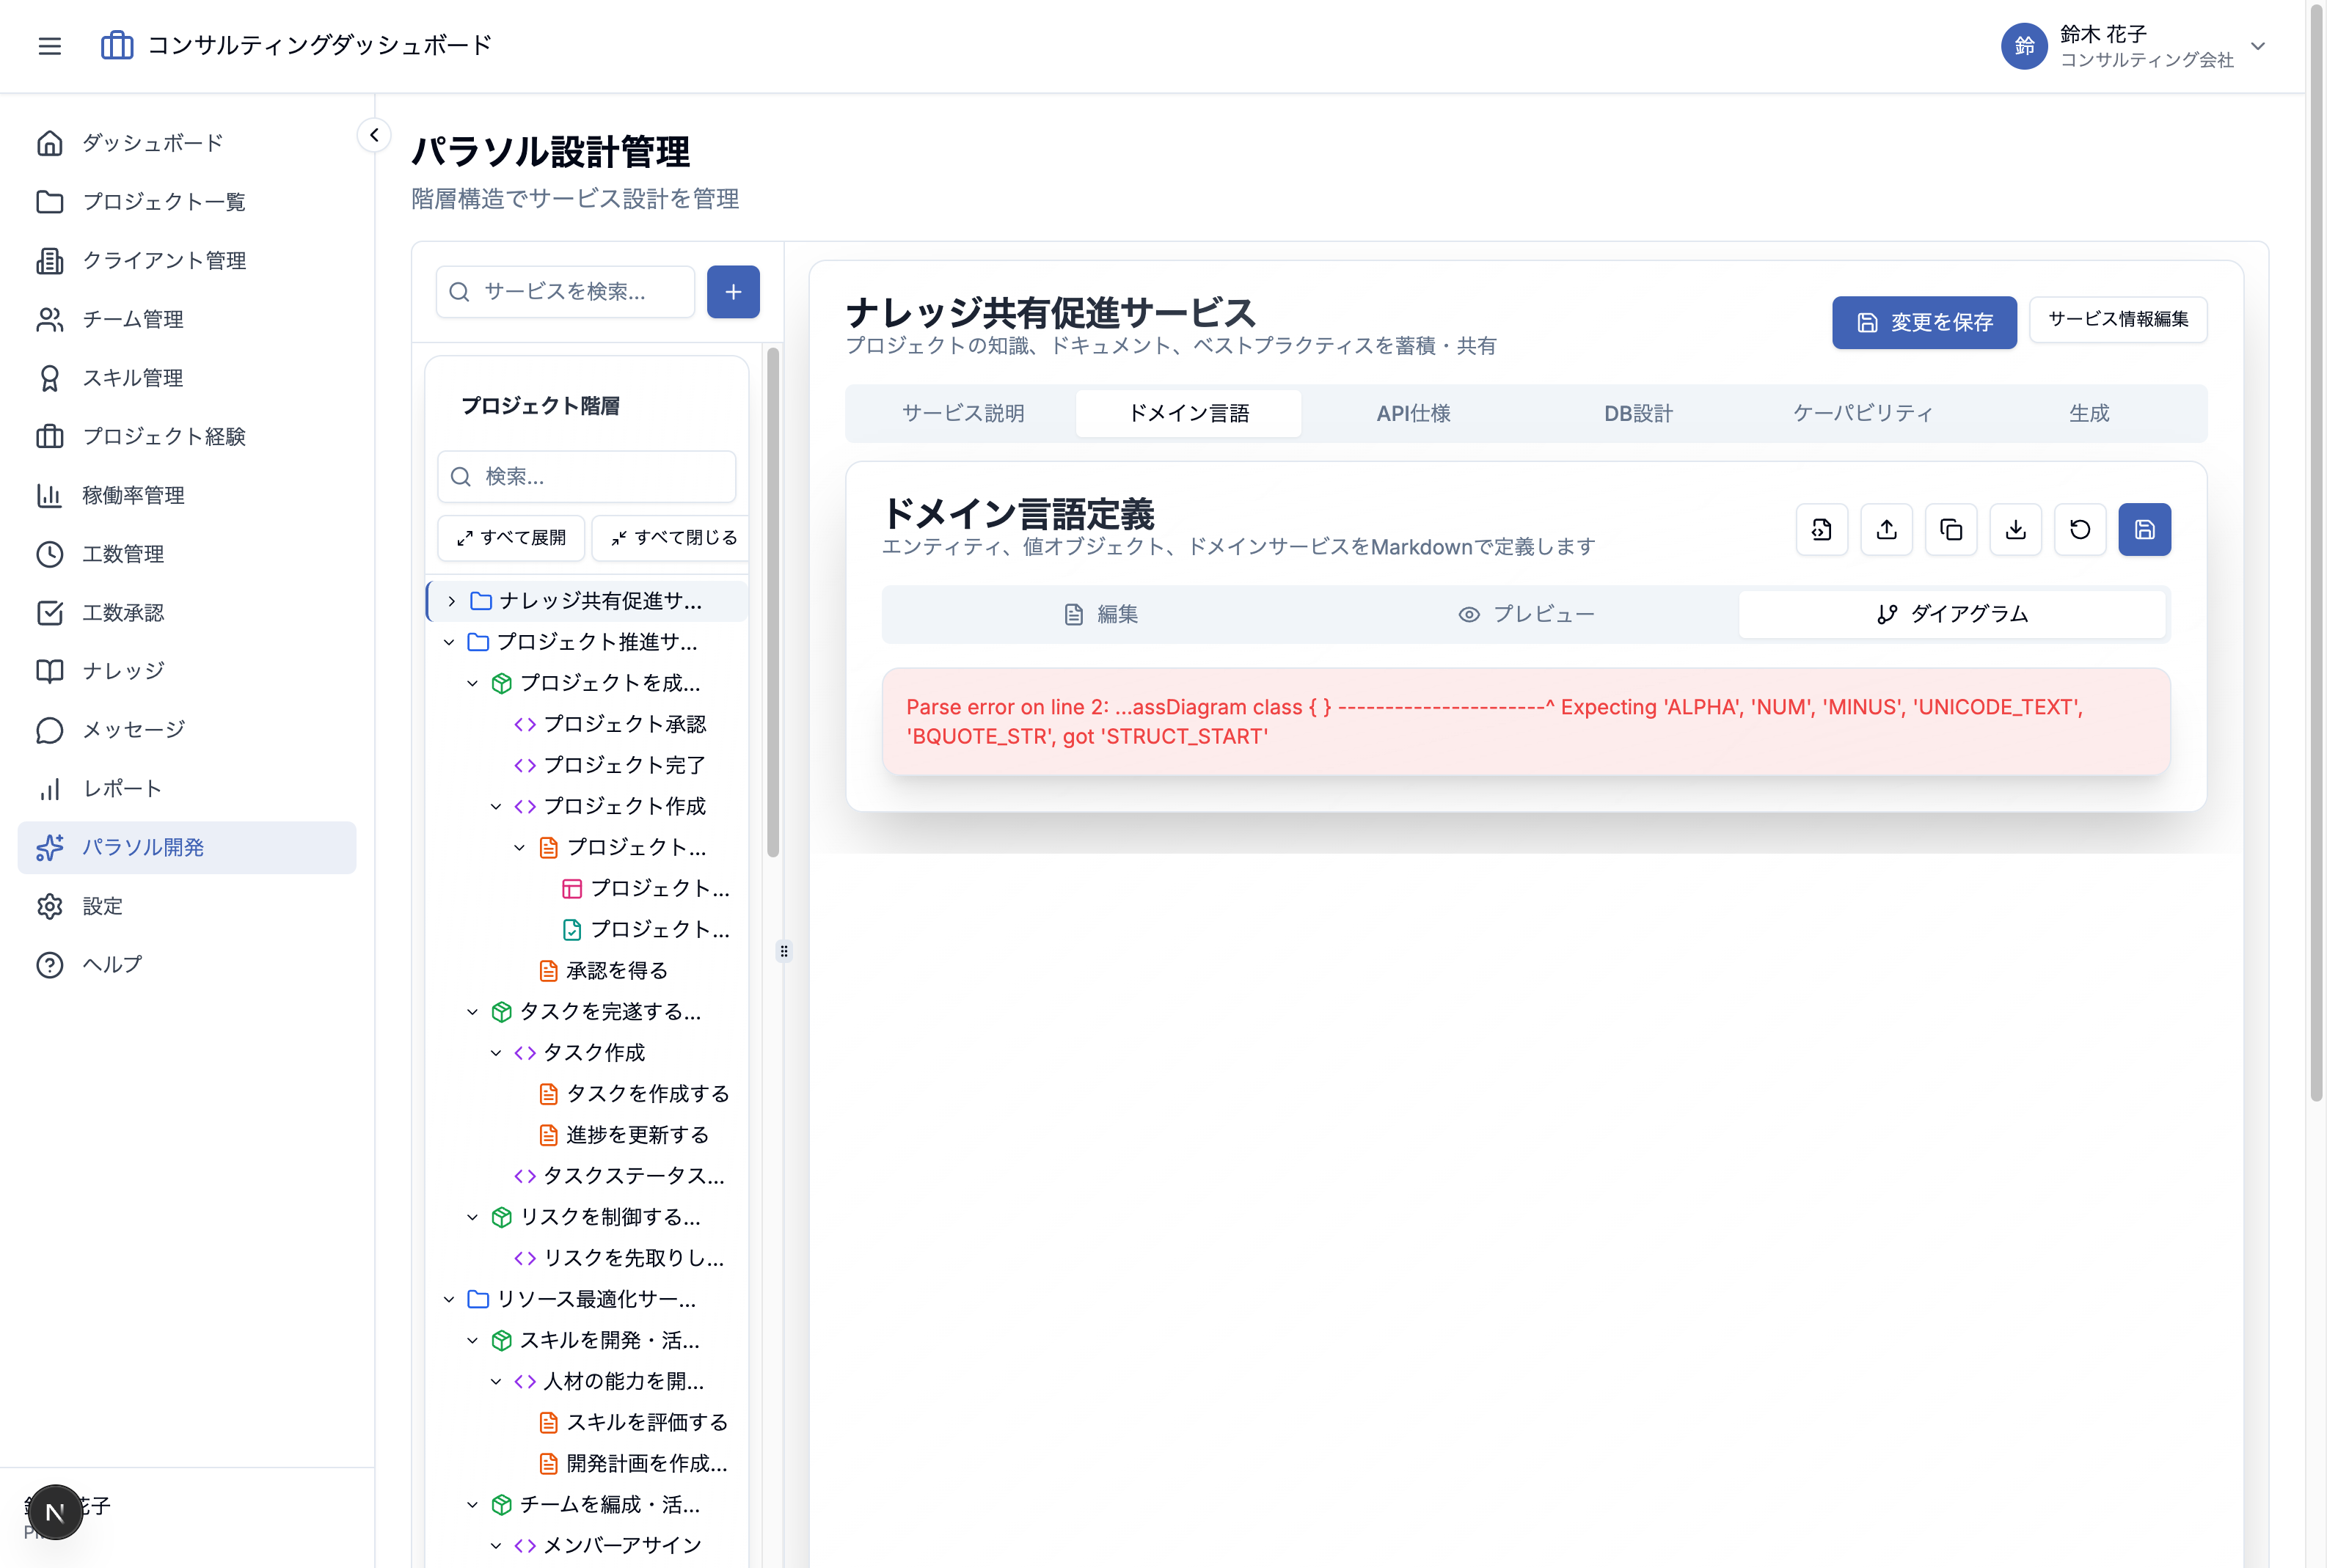 コンサルティングダッシュボード
鈴
鈴木 花子
コンサルティング会社
ダッシュボード
プロジェクト一覧
クライアント管理
チーム管理
スキル管理
プロジェクト経験
稼働率管理
工数管理
工数承認
ナレッジ
メッセージ
レポート
パラソル開発
設定
ヘルプ
花子
N
パラソル設計管理
階層構造でサービス設計を管理
サービスを検索...
プロジェクト階層
検索...
すべて展開
すべて閉じる
ナレッジ共有促進サ...
プロジェクト推進サ...
プロジェクトを成...
プロジェクト承認
プロジェクト完了
プロジェクト作成
プロジェクト...
プロジェクト...
プロジェクト...
承認を得る
タスクを完遂する...
タスク作成
タスクを作成する
進捗を更新する
タスクステータス...
リスクを制御する...
リスクを先取りし...
リソース最適化サー...
スキルを開発・活...
人材の能力を開...
スキルを評価する
開発計画を作成...
チームを編成・活...
メンバーアサイン
ナレッジ共有促進サービス
プロジェクトの知識、ドキュメント、ベストプラクティスを蓄積・共有
変更を保存
サービス情報編集
サービス説明
ドメイン言語
API仕様
DB設計
ケーパビリティ
生成
ドメイン言語定義
エンティティ、値オブジェクト、ドメインサービスをMarkdownで定義します
編集
プレビュー
ダイアグラム
Parse error on line 2: ...assDiagram class { } ----------------------^ Expecting 'ALPHA', 'NUM', 'MINUS', 'UNICODE_TEXT',
'BQUOTE_STR', got 'STRUCT_START'